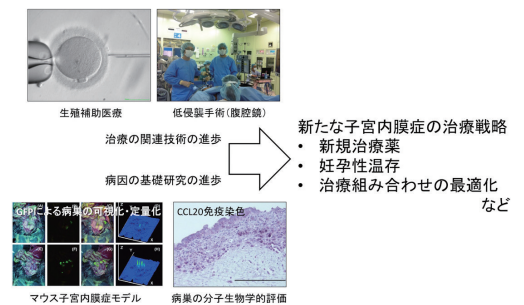 生殖補助医療
低侵襲手術(腹腔鏡)
治療の関連技術の進歩
病因の基礎研究の進歩
新たな子宮内膜症の治療戦略
• 新規治療薬
• 妊孕性温存
• 治療組み合わせの最適化
など
GFPによる病巣の可視化・定量化
CCL20免疫染色
マウス子宮内膜症モデル
病巣の分子生物学的評価